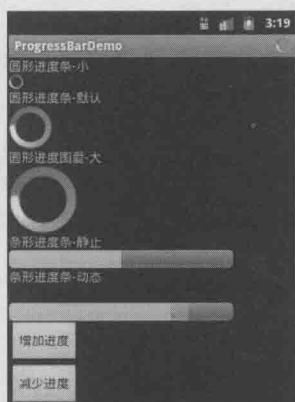 3:19
ProgressBarDemo
圆形进度条-小
圆形进度条-默认
圆形进度图爱-大
条形进度条-静止
条形进度条-动态
增加进度
减少进度